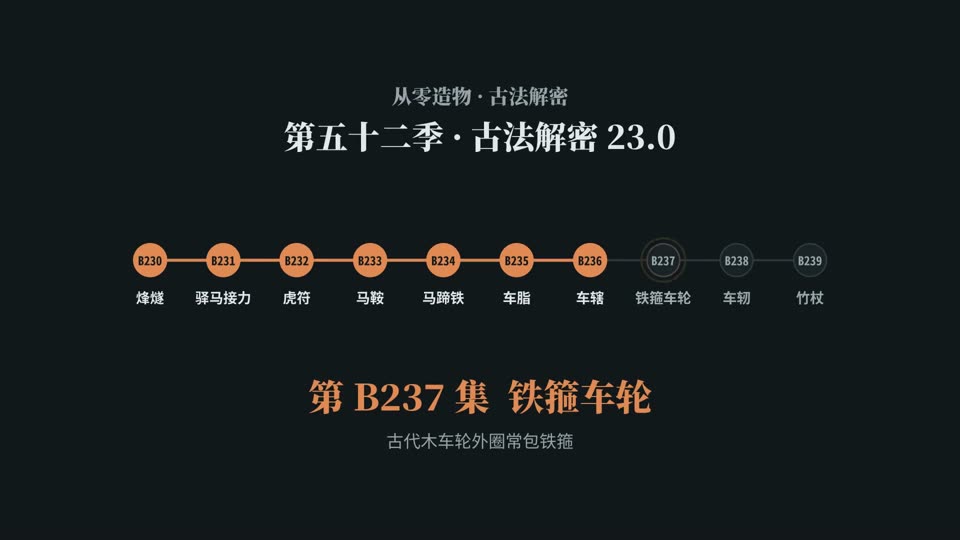 从零造物 · 古法解密
第五十二季 · 古法解密 23.0
B230 B231 B232 B233 B234 B235 B236 B237 B238 B239
烽燧 驿马接力 虎符 马鞍 马蹄铁 车脂 车辖 铁箍车轮 车轫 竹杖
第 B237 集 铁箍车轮
古代木车轮外圈常包铁箍